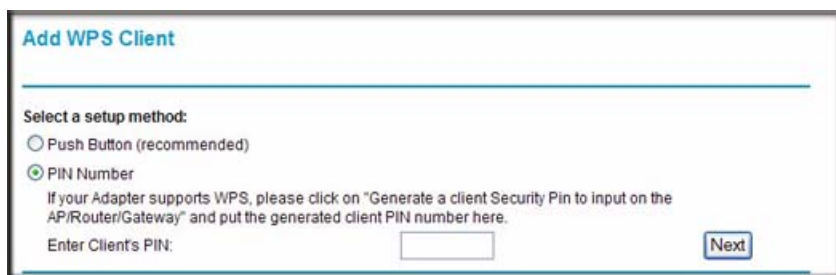 Add WPS Client
Select a setup method:
Push Button (recommended)
PIN Number
If your Adapter supports WPS, please click on "Generate a client Security Pin to input on the
AP/Router/Gateway" and put the generated client PIN number here.
Enter Client's PIN:
Next